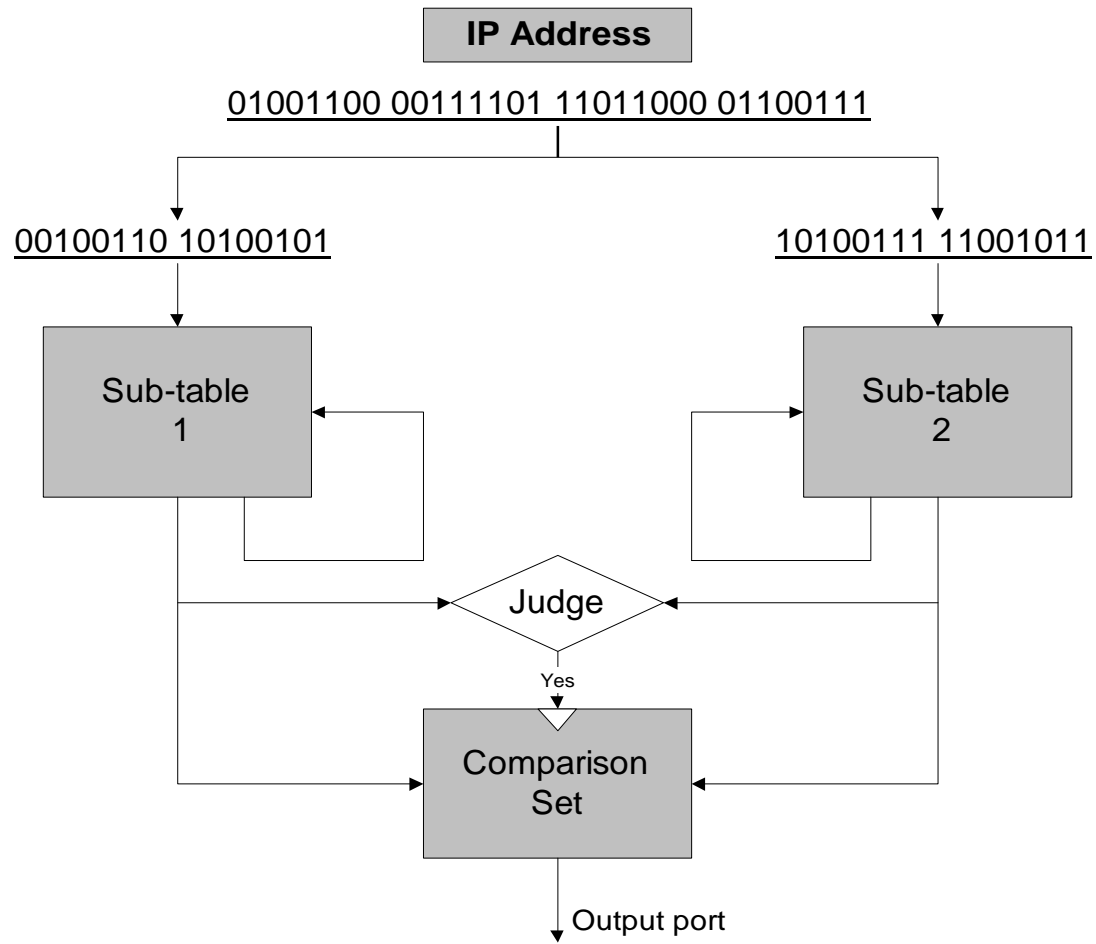 IP Address
01001100 00111101 11011000 01100111
00100110 10100101
10100111 11001011
Sub-table
1
Sub-table
2
Judge
Yes
Comparison
Set
Output port